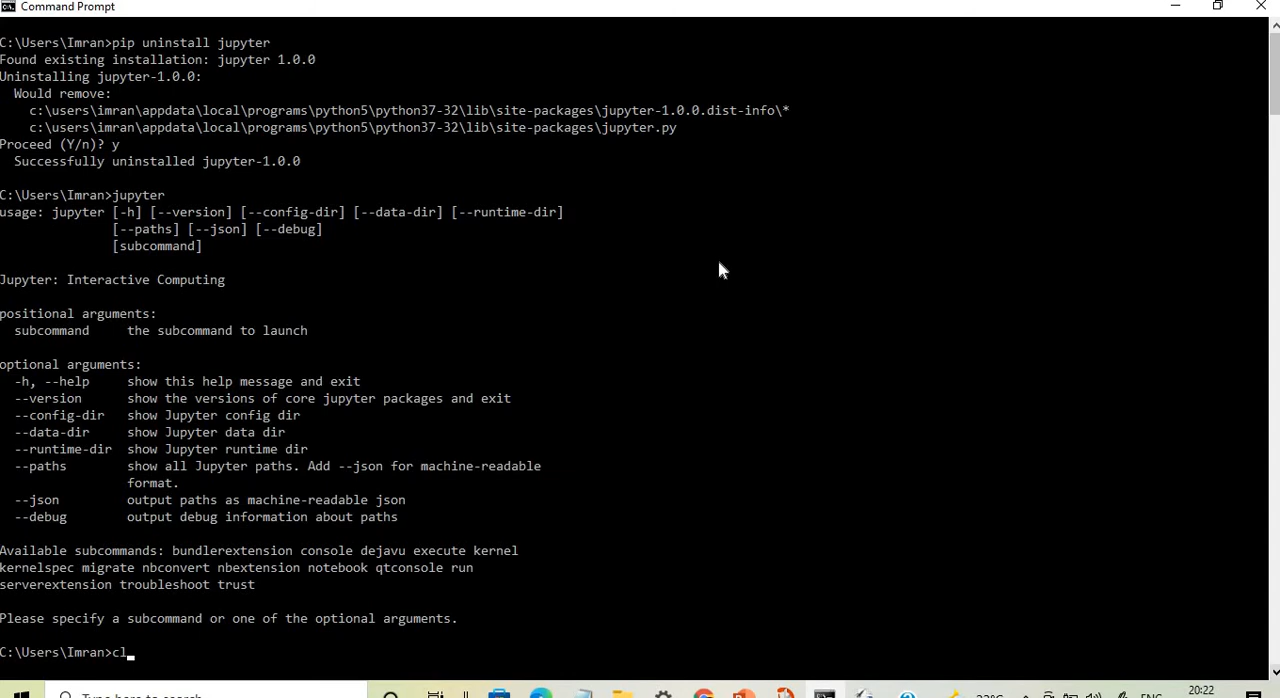 Command Prompt
C:\Users\Imran>pip uninstall jupyter
Found existing installation: jupyter 1.0.0
Uninstalling jupyter-1.0.0:
  Would remove:
    c:\users\imran\appdata\local\programs\python5\python37-32\lib\site-packages\jupyter-1.0.0.dist-info\*
    c:\users\imran\appdata\local\programs\python5\python37-32\lib\site-packages\jupyter.py
Proceed (Y/n)? y
  Successfully uninstalled jupyter-1.0.0
C:\Users\Imran>jupyter
usage: jupyter [-h] [--version] [--config-dir] [--data-dir] [--runtime-dir]
               [--paths] [--json] [--debug]
               [subcommand]
Jupyter: Interactive Computing
positional arguments:
  subcommand     the subcommand to launch
optional arguments:
  -h, --help     show this help message and exit
  --version      show the versions of core jupyter packages and exit
  --config-dir   show Jupyter config dir
  --data-dir     show Jupyter data dir
  --runtime-dir  show Jupyter runtime dir
  --paths        show all Jupyter paths. Add --json for machine-readable
                 format.
  --json         output paths as machine-readable json
  --debug        output debug information about paths
Available subcommands: bundlerextension console dejavu execute kernel
kernelspec migrate nbconvert nbextension notebook qtconsole run
serverextension troubleshoot trust
Please specify a subcommand or one of the optional arguments.
C:\Users\Imran>cl
Type here to search
20:22